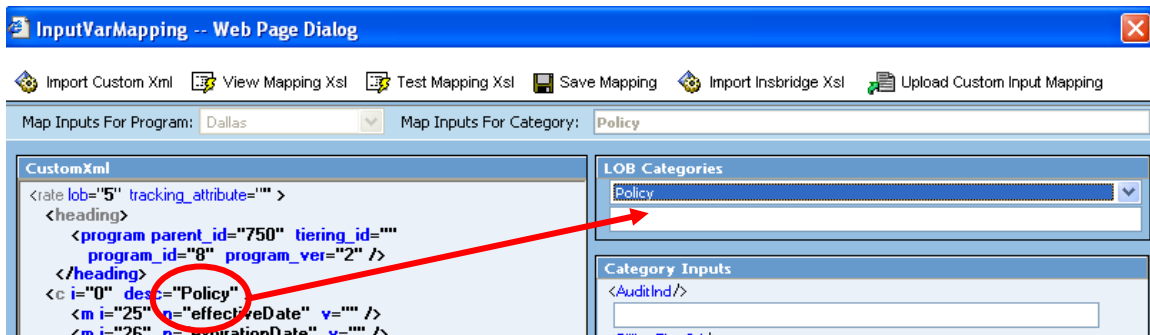 InputVarMapping -- Web Page Dialog
Import Custom Xml View Mapping Xsl Test Mapping Xsl Save Mapping Import Insbridge Xsl Upload Custom Input Mapping
Map Inputs For Program: Dallas Map Inputs For Category: Policy
CustomXml
<rate lob="5" tracking_attribute="" >
<heading>
<program parent_id="750" tiering_id=""
program_id="8" program_ver="2" />
</heading>
<c i="0" desc="Policy"
<m i="25" n="effectiveDate" v="" />
<m i="26" n="expirationDate" v="" />
LOB Categories
Policy
Category Inputs
<AuditInd/>